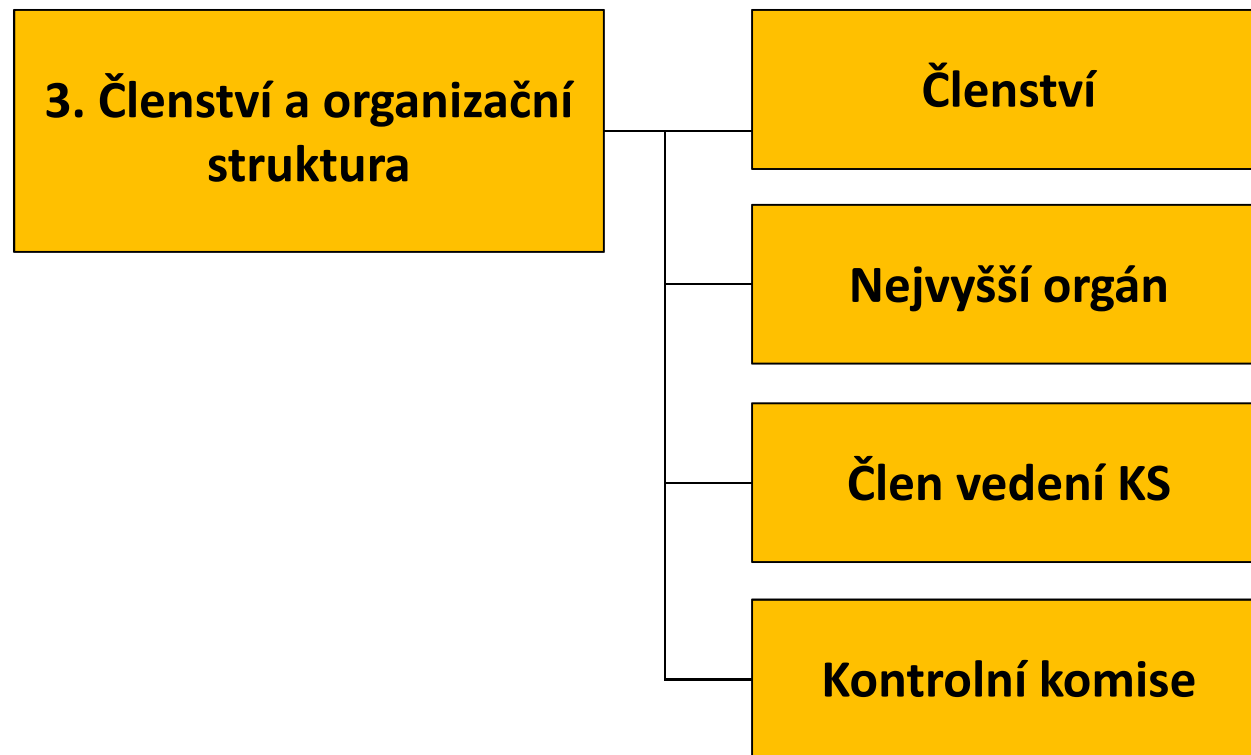 3. Členství a organizační
struktura
Členství
Nejvyšší orgán
Člen vedení KS
Kontrolní komise